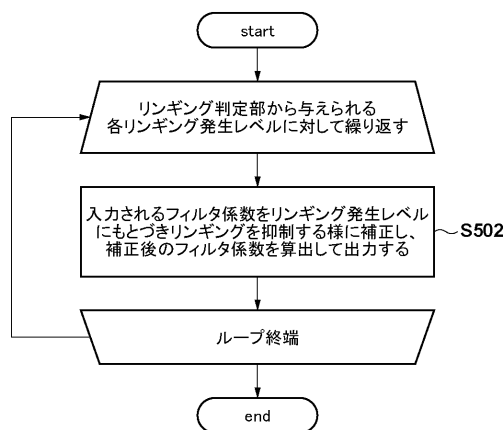 start
リンギング判定部から与えられる
各リンギング発生レベルに対して繰り返す
入力されるフィルタ係数をリンギング発生レベル
にもとづきリンギングを抑制する様に補正し、
補正後のフィルタ係数を算出して出力する
S502
ループ終端
end